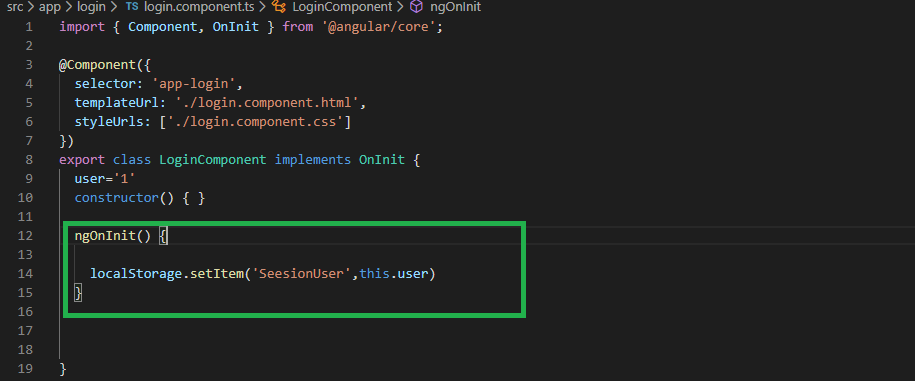 src > app > login > TS login.component.ts > LoginComponent > ngOnInit
1 import { Component, OnInit } from '@angular/core';
2
3 @Component({
4 selector: 'app-login',
5 templateUrl: './login.component.html',
6 styleUrls: ['./login.component.css']
7 })
8 export class LoginComponent implements OnInit {
9 user='1'
10 constructor() { }
11
12 ngOnInit() {
13
14 localStorage.setItem('SeesionUser',this.user)
15 }
16
17
18
19 }